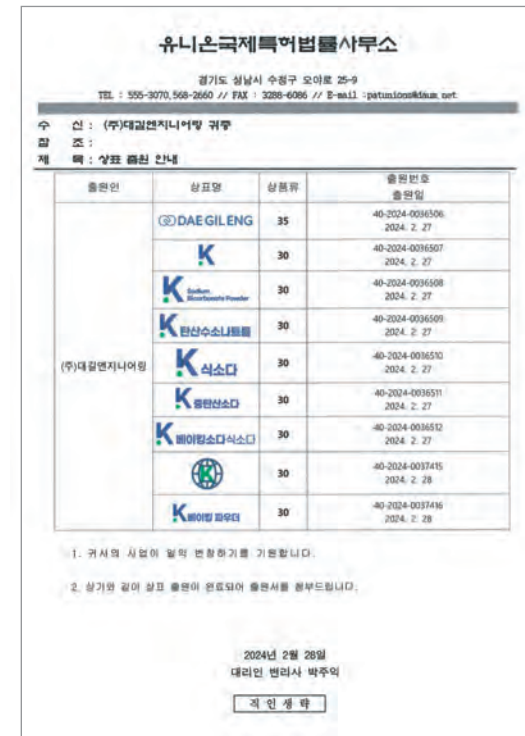 유니온국제특허법률사무소
경기도 성남시 수정구 오야로 25-9
TEL : 555-3070,568-2660 // FAX : 3288-6086 // E-mail :patunions@daum.net
수 신 : (주)대길엔지니어링 귀중
참 조 :
제 목 : 상표 출원 안내
출원인 상표명 상품류 출원번호
출원일
DAE GIL ENG 35 40-2024-0036506
2024. 2. 27
K 30 40-2024-0036507
2024. 2. 27
K Sodium Bicarbonate Powder 30 40-2024-0036508
2024. 2. 27
K 탄산수소나트륨 30 40-2024-0036509
2024. 2. 27
(주)대길엔지니어링 K 식소다 30 40-2024-0036510
2024. 2. 27
K 중탄산소다 30 40-2024-0036511
2024. 2. 27
K 베이킹소다식소다 30 40-2024-0036512
2024. 2. 27
K 30 40-2024-0037415
2024. 2. 28
K 베이킹 파우더 30 40-2024-0037416
2024. 2. 28
1. 귀사의 사업이 일익 번창하기를 기원합니다.
2. 상기와 같이 상표 출원이 완료되어 출원서를 첨부드립니다.
2024년 2월 28일
대리인 변리사 박주익
직 인 생 략